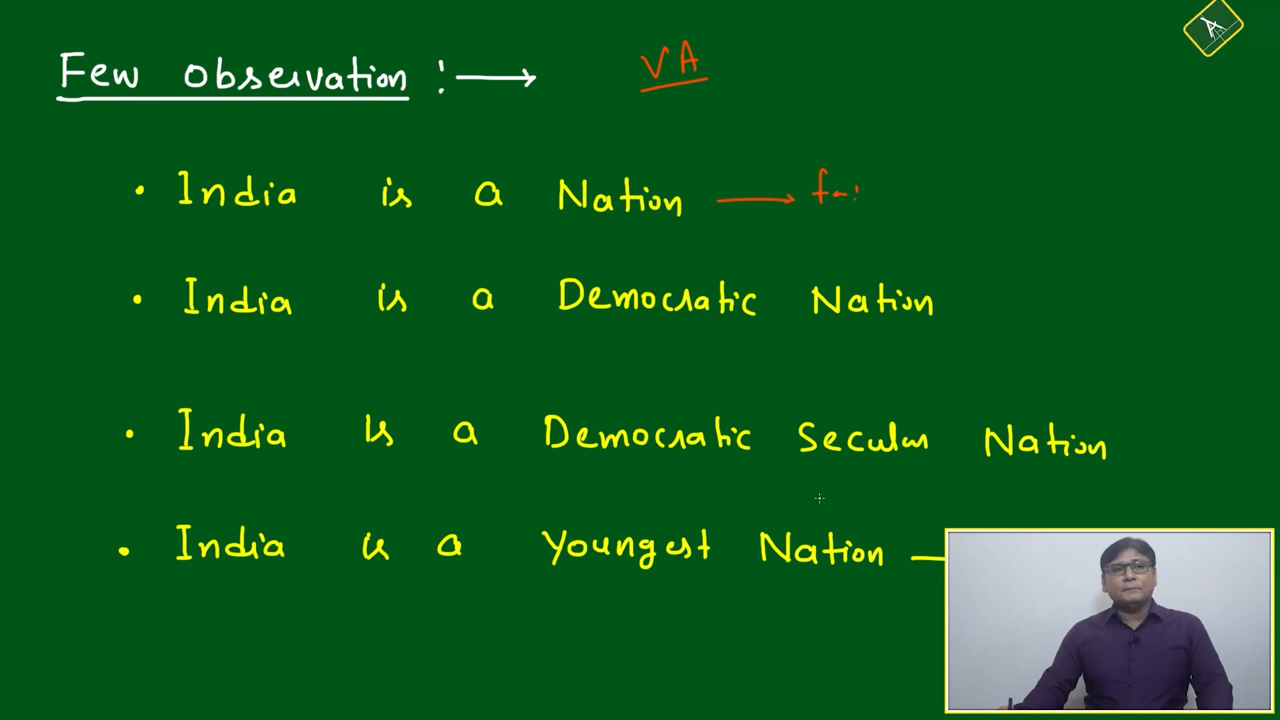 Few observation :→ VA
• India is a Nation →
• India is a Democratic Nation
• India is a Democratic Secular Nation
• India is a Youngest Nation –